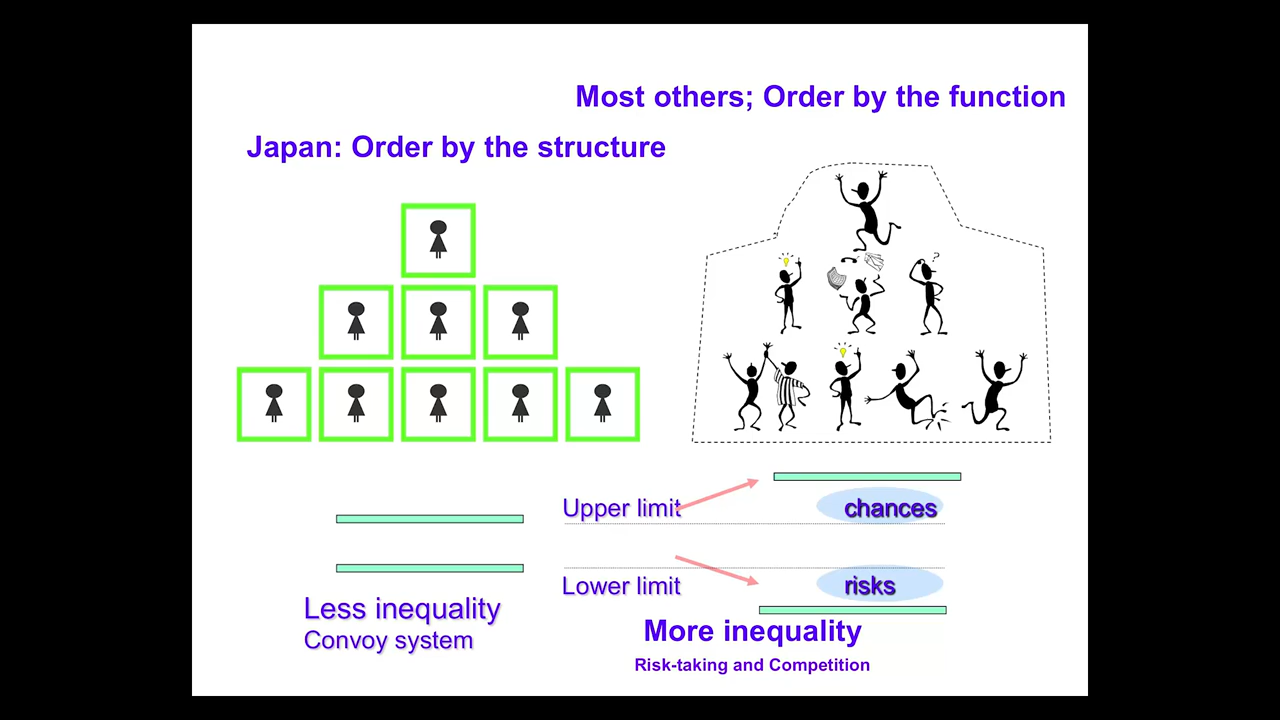 Most others; Order by the function
Japan: Order by the structure
?
Upper limit
chances
Lower limit
risks
Less inequality
Convoy system
More inequality
Risk-taking and Competition